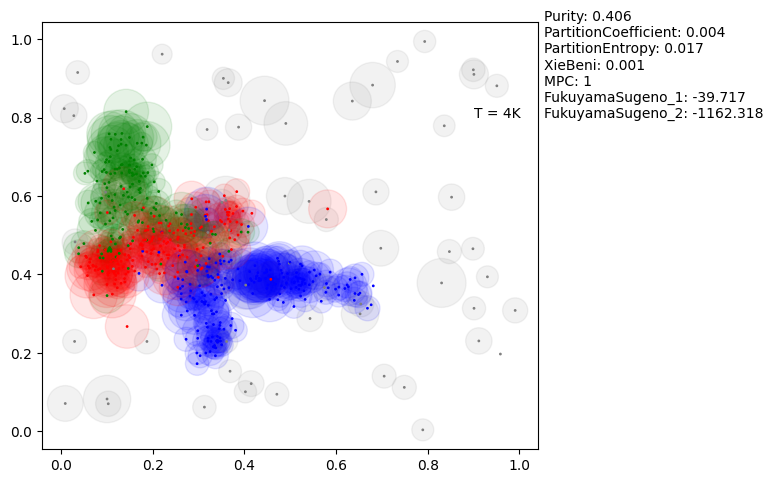 Purity: 0.406
PartitionCoefficient: 0.004
PartitionEntropy: 0.017
XieBeni: 0.001
MPC: 1
FukuyamaSugeno_1: -39.717
FukuyamaSugeno_2: -1162.318
T = 4K
1.0
0.8
0.6
0.4
0.2
0.0
0.0 0.2 0.4 0.6 0.8 1.0